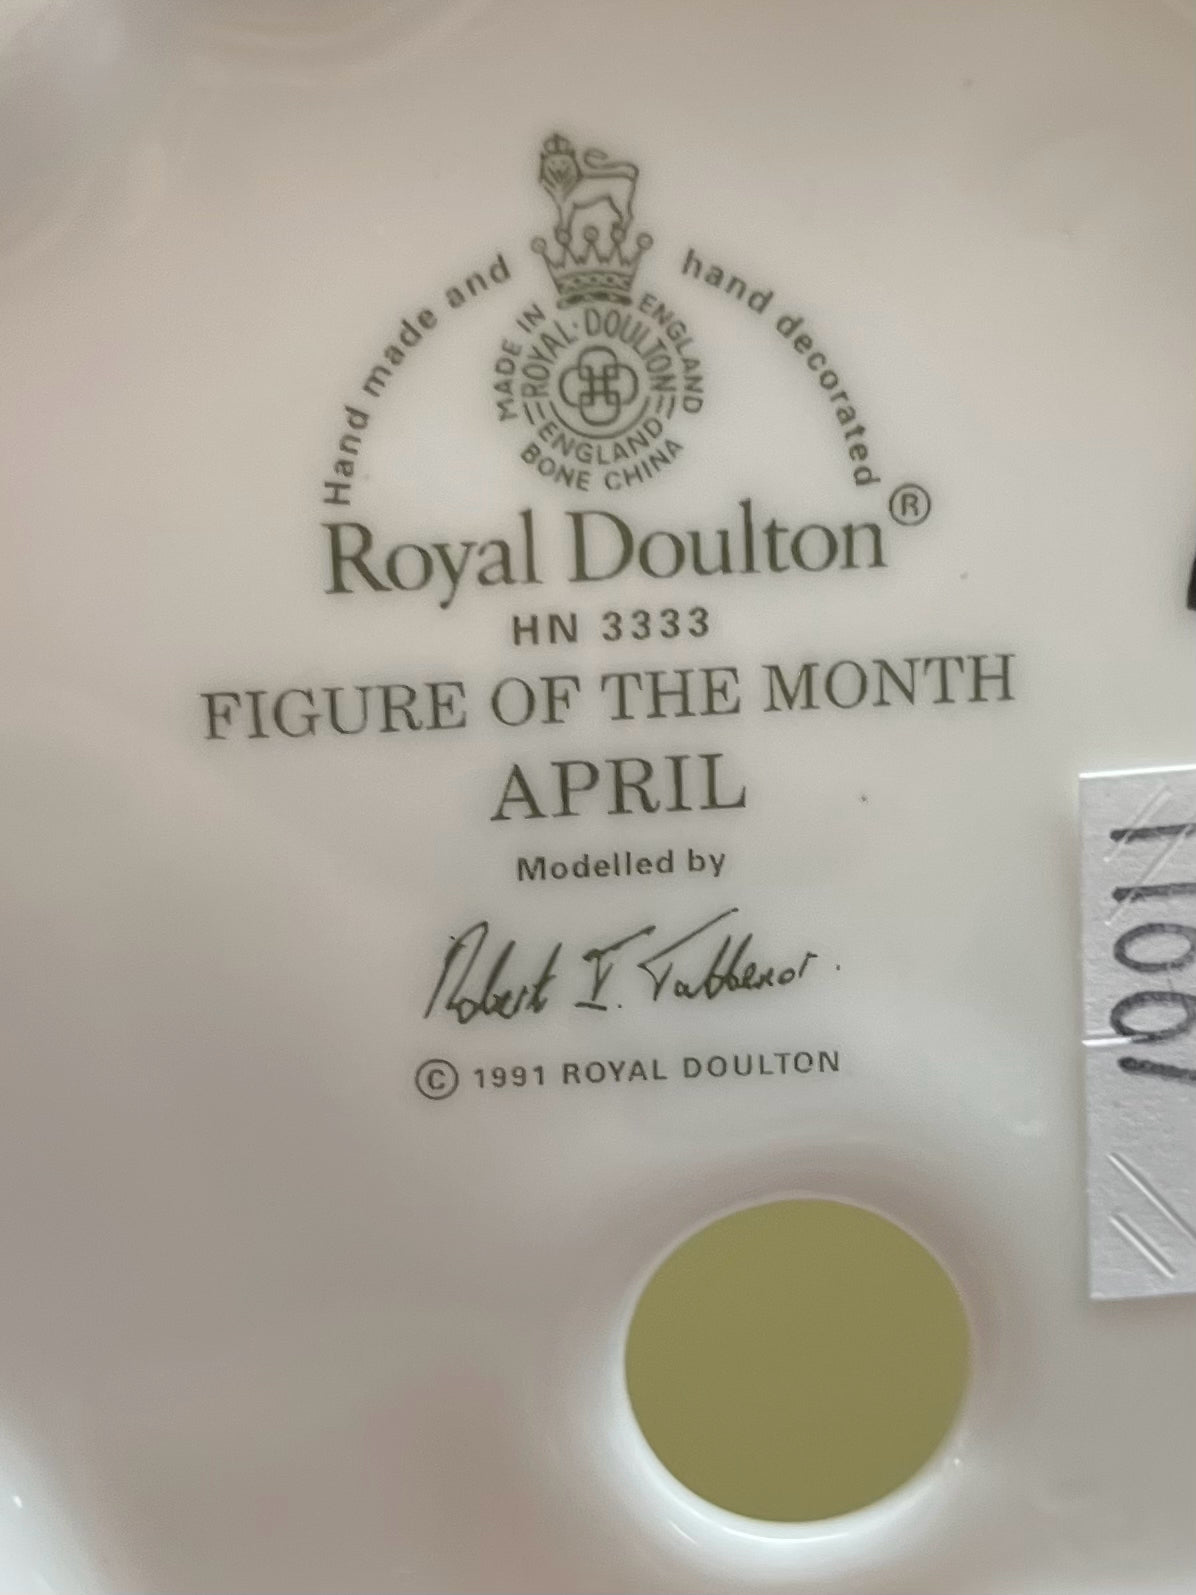 Hand made and hand decorated
MADE IN ENGLAND
ROYAL·DOULTON
ENGLAND
BONE CHINA
Royal Doulton®
HN 3333
FIGURE OF THE MONTH
APRIL
Modelled by
Robert I. Tabbenor.
© 1991 ROYAL DOULTON